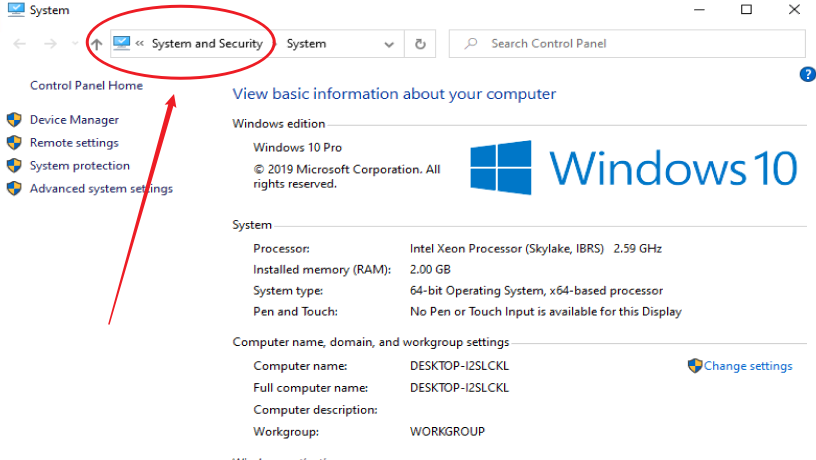 System
« System and Security System
Search Control Panel
?
Control Panel Home
Device Manager
Remote settings
System protection
Advanced system settings
View basic information about your computer
Windows edition
Windows 10 Pro
© 2019 Microsoft Corporation. All
rights reserved.
Windows 10
System
Processor: Intel Xeon Processor (Skylake, IBRS) 2.59 GHz
Installed memory (RAM): 2.00 GB
System type: 64-bit Operating System, x64-based processor
Pen and Touch: No Pen or Touch Input is available for this Display
Computer name, domain, and workgroup settings
Computer name: DESKTOP-I2SLCKL
Change settings
Full computer name: DESKTOP-I2SLCKL
Computer description:
Workgroup: WORKGROUP